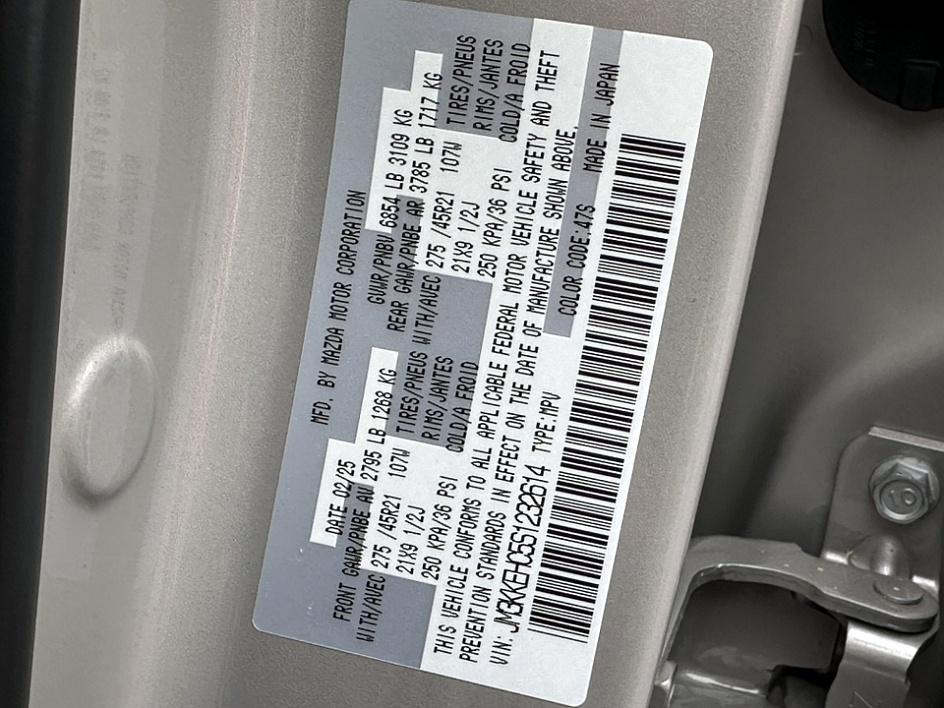 MFD. BY MAZDA MOTOR CORPORATION
DATE 02/25 GVWR/PNBV 6854 LB 3109 KG
FRONT GAWR/PNBE AV 2795 LB 1268 KG REAR GAWR/PNBE AR 3785 LB 1717 KG
WITH/AVEC 275 /45R21 107W TIRES/PNEUS WITH/AVEC 275 /45R21 107W TIRES/PNEUS
21X9 1/2J RIMS/JANTES 21X9 1/2J RIMS/JANTES
250 KPA/36 PSI COLD/A FROID 250 KPA/36 PSI COLD/A FROID
THIS VEHICLE CONFORMS TO ALL APPLICABLE FEDERAL MOTOR VEHICLE SAFETY AND THEFT
PREVENTION STANDARDS IN EFFECT ON THE DATE OF MANUFACTURE SHOWN ABOVE.
VIN: JM3KKEHC6S1232614 TYPE:MPV COLOR CODE.47S MADE IN JAPAN